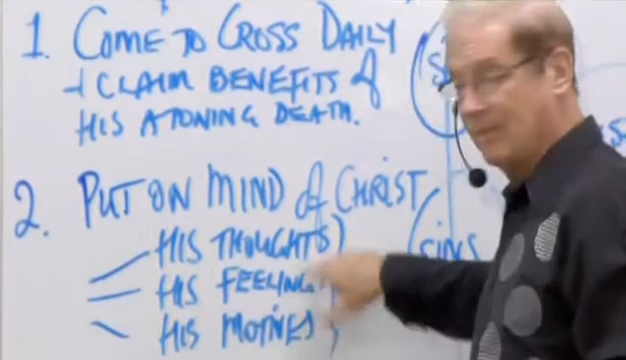 1. COME TO CROSS DAILY
+ CLAIM BENEFITS of
HIS ATONING DEATH.
2. PUT ON MIND of CHRIST
HIS THOUGHTS
HIS FEELING
HIS MOTIVES
(SINS